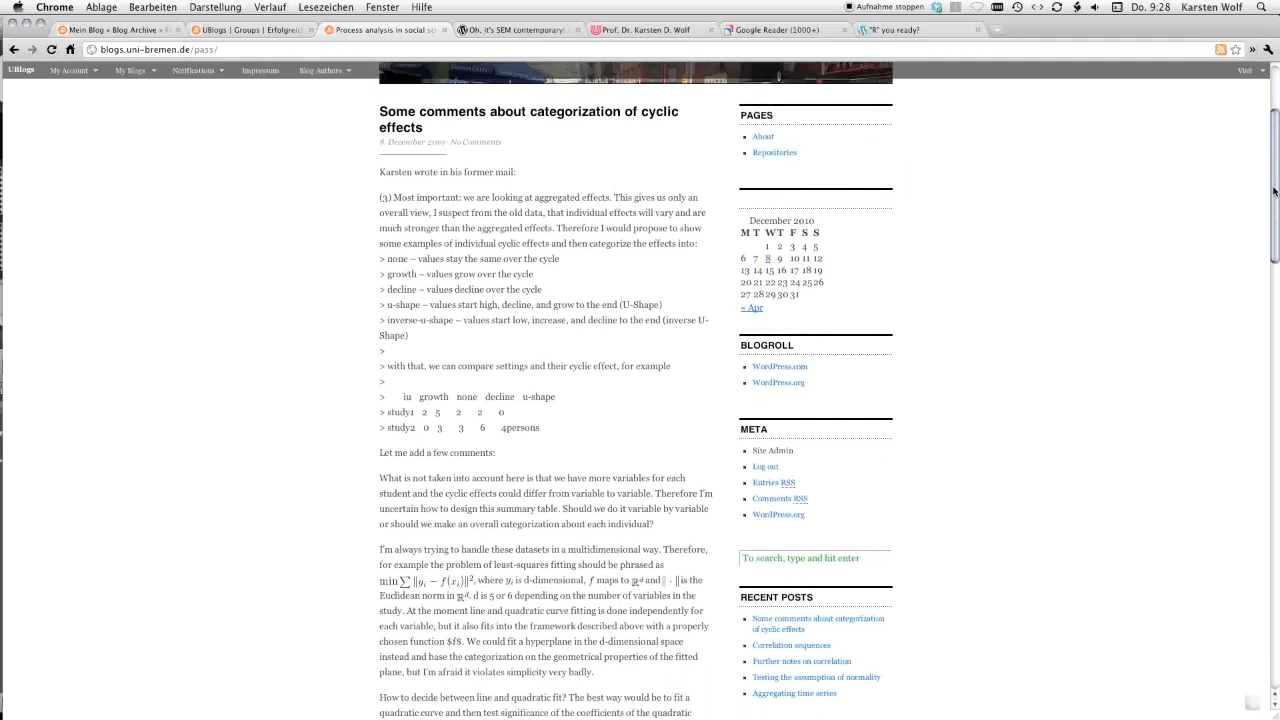 Ablage Bearbeiten Darstellung Verlauf Lesezeichen Fenster Hilfe Aufnahme stoppen Do. 9:28 Karsten Wolf
Mein Blog » Blog Archive » F UBlogs | Groups | Erfolgreic Process analysis in social sc Oh, it's SEM contemporary! Prof. Dr. Karsten D. Wolf Google Reader (1000+) "R" you ready?
blogs.uni-bremen.de/pass/
UBLOGS My Account My Blogs Notifications Impressum Blog Authors Visit
Some comments about categorization of cyclic
effects
8. December 2010 · No Comments
Karsten wrote in his former mail:
(3) Most important: we are looking at aggregated effects. This gives us only an
overall view, I suspect from the old data, that individual effects will vary and are
much stronger than the aggregated effects. Therefore I would propose to show
some examples of individual cyclic effects and then categorize the effects into:
> none – values stay the same over the cycle
> growth – values grow over the cycle
> decline – values decline over the cycle
> u-shape – values start high, decline, and grow to the end (U-Shape)
> inverse-u-shape – values start low, increase, and decline to the end (inverse U-
Shape)
>
> with that, we can compare settings and their cyclic effect, for example
>
> iu growth none decline u-shape
> study1 2 5 2 2 0
> study2 0 3 3 6 4persons
Let me add a few comments:
What is not taken into account here is that we have more variables for each
student and the cyclic effects could differ from variable to variable. Therefore I'm
uncertain how to design this summary table. Should we do it variable by variable
or should we make an overall categorization about each individual?
I'm always trying to handle these datasets in a multidimensional way. Therefore,
for example the problem of least-squares fitting should be phrased as
min ∑ ‖yᵢ − f(xᵢ)‖², where yᵢ is d-dimensional, f maps to ℝᵈ and ‖ · ‖ is the
Euclidean norm in ℝᵈ. d is 5 or 6 depending on the number of variables in the
study. At the moment line and quadratic curve fitting is done independently for
each variable, but it also fits into the framework described above with a properly
chosen function $f$. We could fit a hyperplane in the d-dimensional space
instead and base the categorization on the geometrical properties of the fitted
plane, but I'm afraid it violates simplicity very badly.
How to decide between line and quadratic fit? The best way would be to fit a
quadratic curve and then test significance of the coefficients of the quadratic
PAGES
About
Repositories
December 2010
M T W T F S S
1 2 3 4 5
6 7 8 9 10 11 12
13 14 15 16 17 18 19
20 21 22 23 24 25 26
27 28 29 30 31
« Apr
BLOGROLL
WordPress.com
WordPress.org
META
Site Admin
Log out
Entries RSS
Comments RSS
WordPress.org
To search, type and hit enter
RECENT POSTS
Some comments about categorization
of cyclic effects
Correlation sequences
Further notes on correlation
Testing the assumption of normality
Aggregating time series